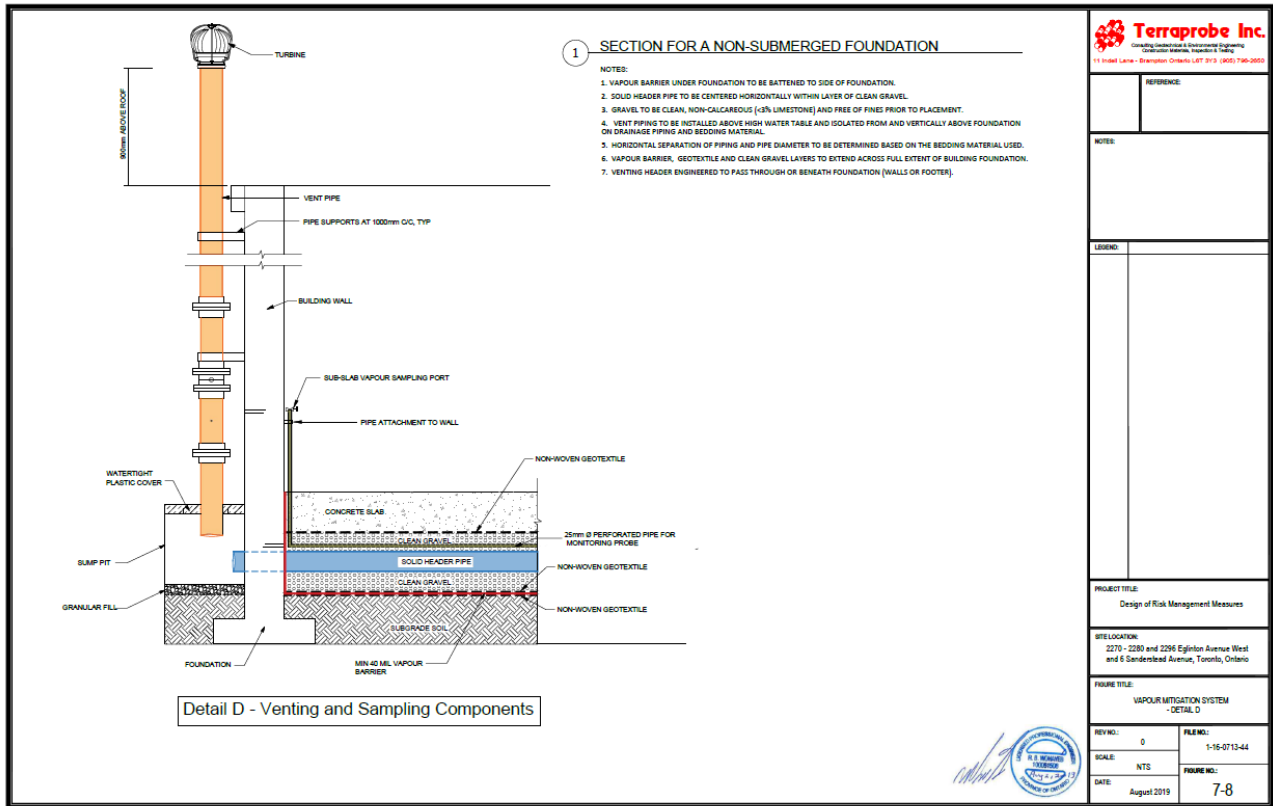 TURBINE
900mm ABOVE ROOF
VENT PIPE
PIPE SUPPORTS AT 1000mm C/C, TYP
BUILDING WALL
SUB-SLAB VAPOUR SAMPLING PORT
PIPE ATTACHMENT TO WALL
NON-WOVEN GEOTEXTILE
WATERTIGHT
PLASTIC COVER
CONCRETE SLAB
CLEAN GRAVEL
25mm Ø PERFORATED PIPE FOR
MONITORING PROBE
SUMP PIT
SOLID HEADER PIPE
NON-WOVEN GEOTEXTILE
CLEAN GRAVEL
GRANULAR FILL
NON-WOVEN GEOTEXTILE
SUBGRADE SOIL
FOUNDATION
MIN 40 MIL VAPOUR
BARRIER
Detail D - Venting and Sampling Components
1 SECTION FOR A NON-SUBMERGED FOUNDATION
NOTES:
1. VAPOUR BARRIER UNDER FOUNDATION TO BE BATTENED TO SIDE OF FOUNDATION.
2. SOLID HEADER PIPE TO BE CENTERED HORIZONTALLY WITHIN LAYER OF CLEAN GRAVEL.
3. GRAVEL TO BE CLEAN, NON-CALCAREOUS (<3% LIMESTONE) AND FREE OF FINES PRIOR TO PLACEMENT.
4. VENT PIPING TO BE INSTALLED ABOVE HIGH WATER TABLE AND ISOLATED FROM AND VERTICALLY ABOVE FOUNDATION
ON DRAINAGE PIPING AND BEDDING MATERIAL.
5. HORIZONTAL SEPARATION OF PIPING AND PIPE DIAMETER TO BE DETERMINED BASED ON THE BEDDING MATERIAL USED.
6. VAPOUR BARRIER, GEOTEXTILE AND CLEAN GRAVEL LAYERS TO EXTEND ACROSS FULL EXTENT OF BUILDING FOUNDATION.
7. VENTING HEADER ENGINEERED TO PASS THROUGH OR BENEATH FOUNDATION (WALLS OR FOOTER).
Terraprobe Inc.
Consulting Geotechnical & Environmental Engineering
Construction Materials, Inspection & Testing
11 Indell Lane - Brampton Ontario L6T 3Y3 (905) 796-2650
REFERENCE:
NOTES:
LEGEND:
PROJECT TITLE:
Design of Risk Management Measures
SITE LOCATION:
2270 - 2280 and 2296 Eglinton Avenue West
and 6 Sanderstead Avenue, Toronto, Ontario
FIGURE TITLE:
VAPOUR MITIGATION SYSTEM
- DETAIL D
REV NO.:
0
FILE NO.:
1-16-0713-44
SCALE:
NTS
FIGURE NO.:
7-8
DATE:
August 2019
LICENSED PROFESSIONAL ENGINEER
PROVINCE OF ONTARIO